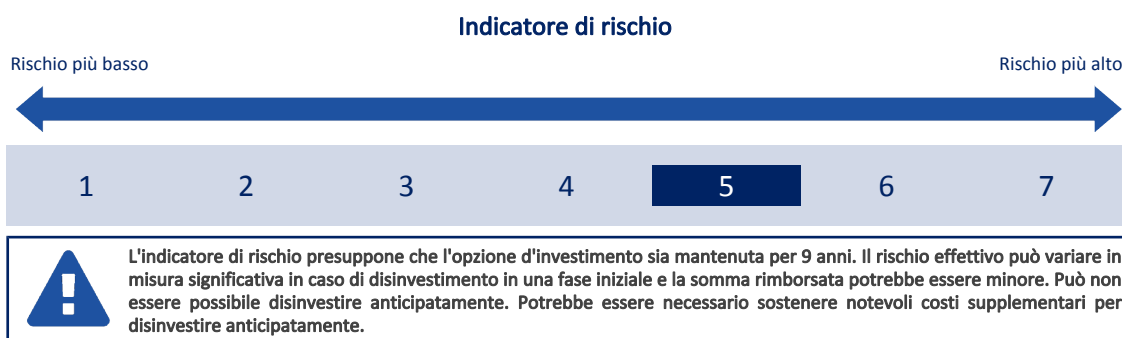 Indicatore di rischio
Rischio più basso
Rischio più alto
1 2 3 4 5 6 7
L'indicatore di rischio presuppone che l'opzione d'investimento sia mantenuta per 9 anni. Il rischio effettivo può variare in
misura significativa in caso di disinvestimento in una fase iniziale e la somma rimborsata potrebbe essere minore. Può non
essere possibile disinvestire anticipatamente. Potrebbe essere necessario sostenere notevoli costi supplementari per
disinvestire anticipatamente.